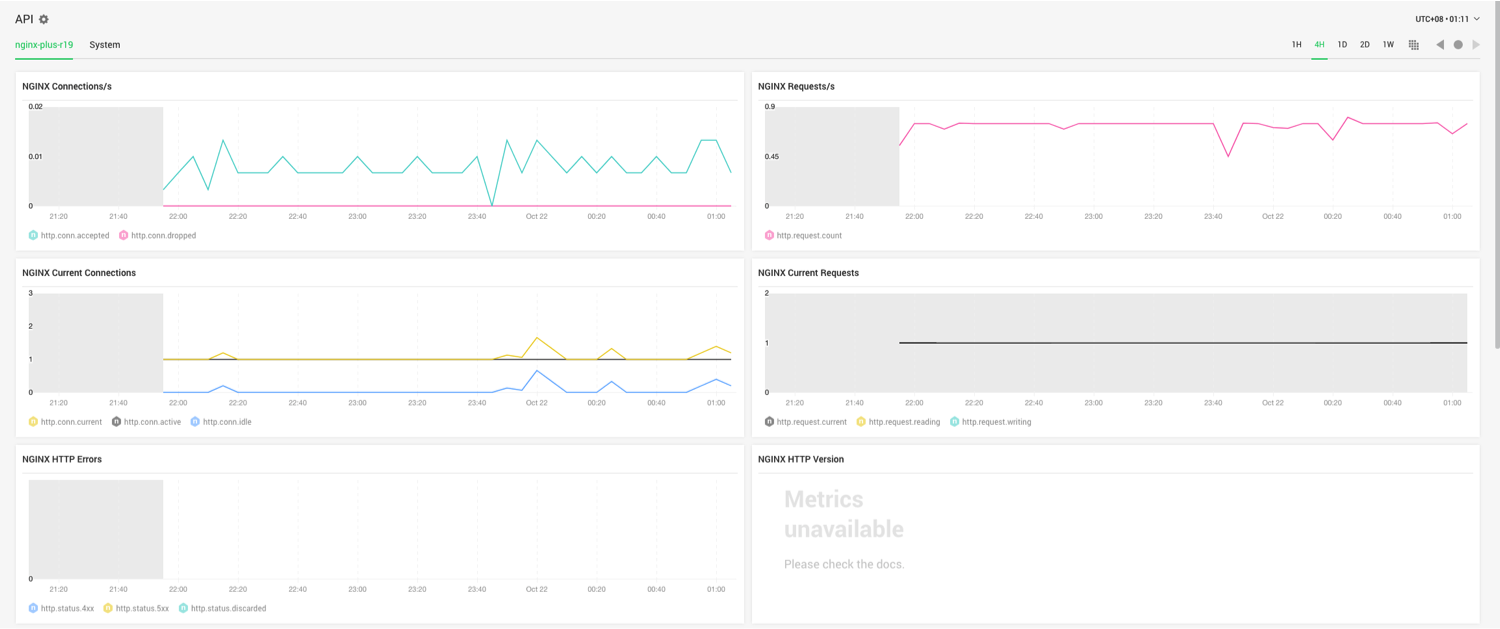 API
UTC+08 • 01:11
nginx-plus-r19 System
1H 4H 1D 2D 1W
NGINX Connections/s
0.02
0.01
0
21:20 21:40 22:00 22:20 22:40 23:00 23:20 23:40 Oct 22 00:20 00:40 01:00
http.conn.accepted http.conn.dropped
NGINX Requests/s
0.9
0.45
0
21:20 21:40 22:00 22:20 22:40 23:00 23:20 23:40 Oct 22 00:20 00:40 01:00
http.request.count
NGINX Current Connections
3
2
1
0
21:20 21:40 22:00 22:20 22:40 23:00 23:20 23:40 Oct 22 00:20 00:40 01:00
http.conn.current http.conn.active http.conn.idle
NGINX Current Requests
2
1
0
21:20 21:40 22:00 22:20 22:40 23:00 23:20 23:40 Oct 22 00:20 00:40 01:00
http.request.current http.request.reading http.request.writing
NGINX HTTP Errors
0
21:20 21:40 22:00 22:20 22:40 23:00 23:20 23:40 Oct 22 00:20 00:40 01:00
http.status.4xx http.status.5xx http.status.discarded
NGINX HTTP Version
Metrics
unavailable
Please check the docs.